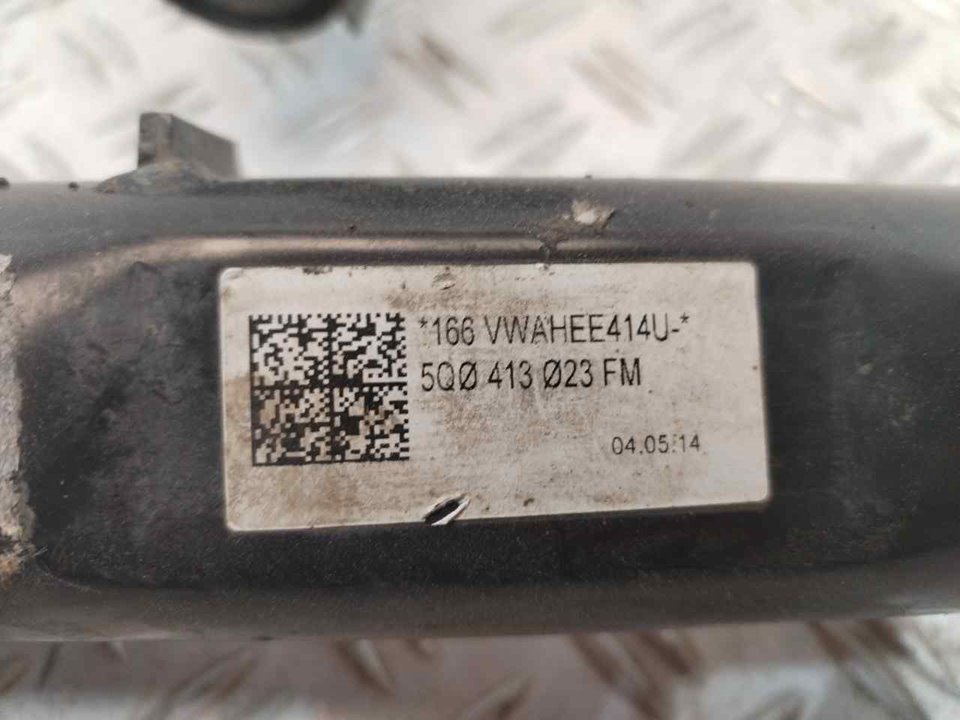 *166 VWAHEE414U-*
5QØ 413 Ø23 FM
04.05.14